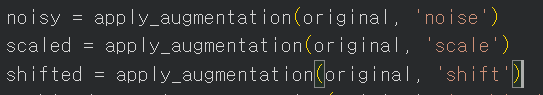 noisy = apply_augmentation(original, 'noise')
scaled = apply_augmentation(original, 'scale')
shifted = apply_augmentation(original, 'shift')